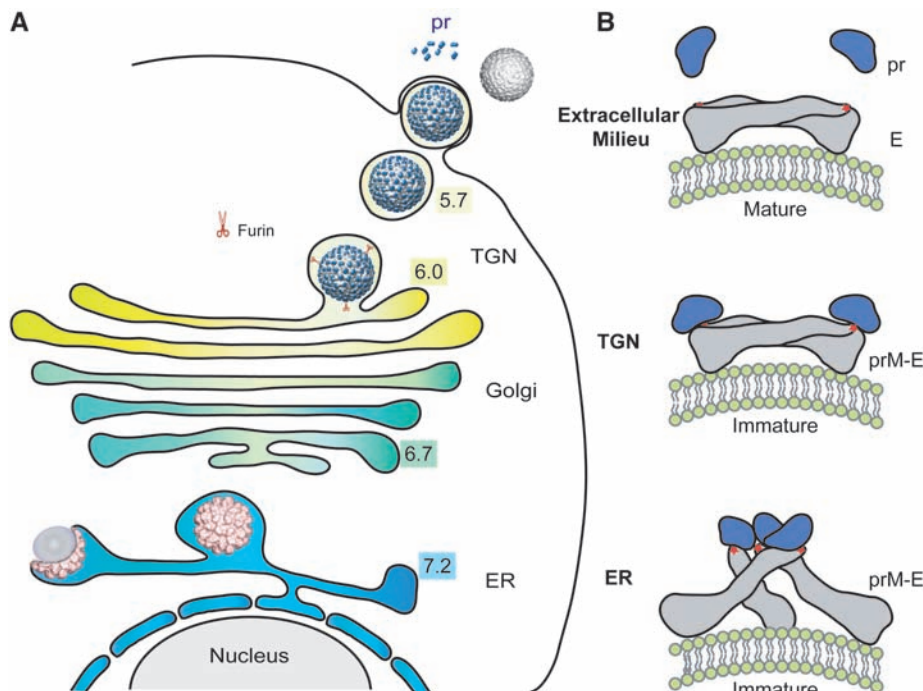 A
pr
5.7
Furin
TGN
6.0
Golgi
6.7
7.2
ER
Nucleus
B
pr
Extracellular
Milieu
E
Mature
TGN
prM-E
Immature
ER
prM-E
Immature